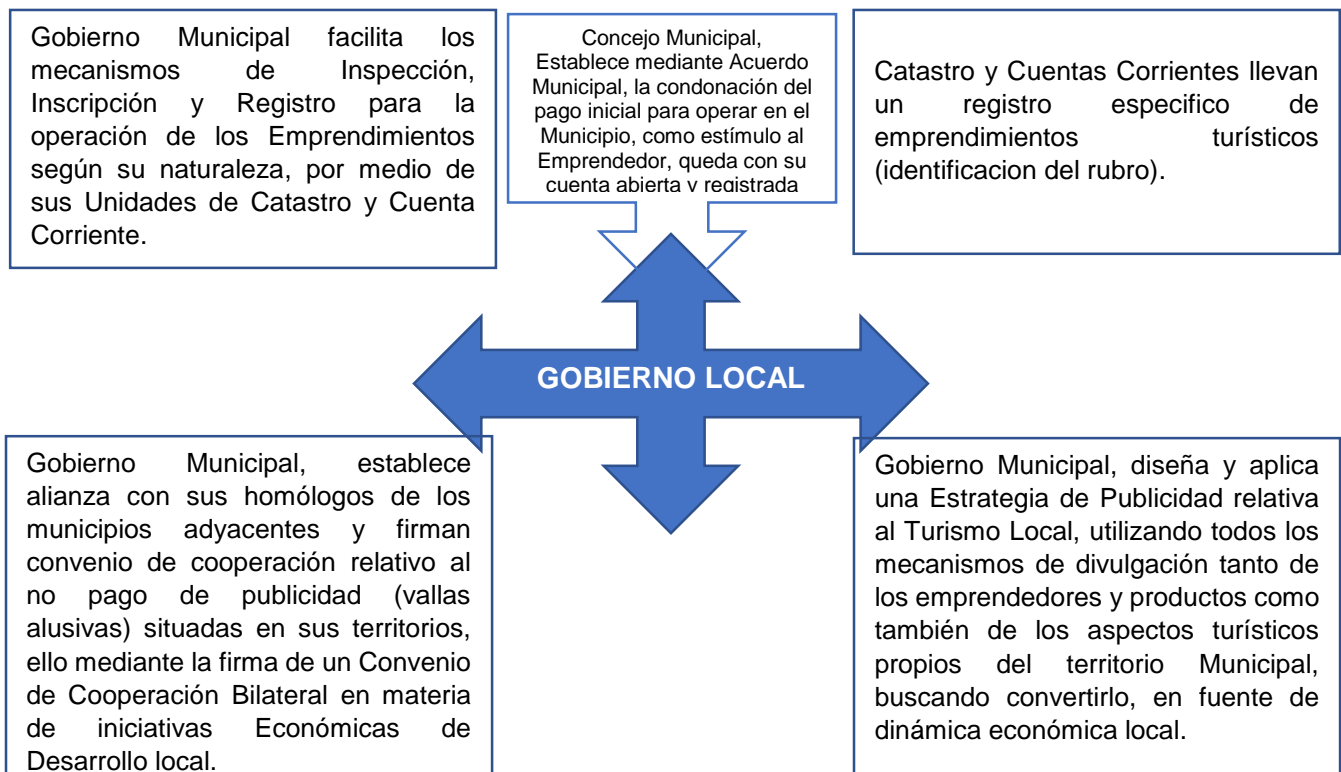 Gobierno Municipal facilita los
mecanismos de Inspección,
Inscripción y Registro para la
operación de los Emprendimientos
según su naturaleza, por medio de
sus Unidades de Catastro y Cuenta
Corriente.
Concejo Municipal,
Establece mediante Acuerdo
Municipal, la condonación del
pago inicial para operar en el
Municipio, como estímulo al
Emprendedor, queda con su
cuenta abierta y registrada
Catastro y Cuentas Corrientes llevan
un registro especifico de
emprendimientos turísticos
(identificacion del rubro).
GOBIERNO LOCAL
Gobierno Municipal, establece
alianza con sus homólogos de los
municipios adyacentes y firman
convenio de cooperación relativo al
no pago de publicidad (vallas
alusivas) situadas en sus territorios,
ello mediante la firma de un Convenio
de Cooperación Bilateral en materia
de iniciativas Económicas de
Desarrollo local.
Gobierno Municipal, diseña y aplica
una Estrategia de Publicidad relativa
al Turismo Local, utilizando todos los
mecanismos de divulgación tanto de
los emprendedores y productos como
también de los aspectos turísticos
propios del territorio Municipal,
buscando convertirlo, en fuente de
dinámica económica local.